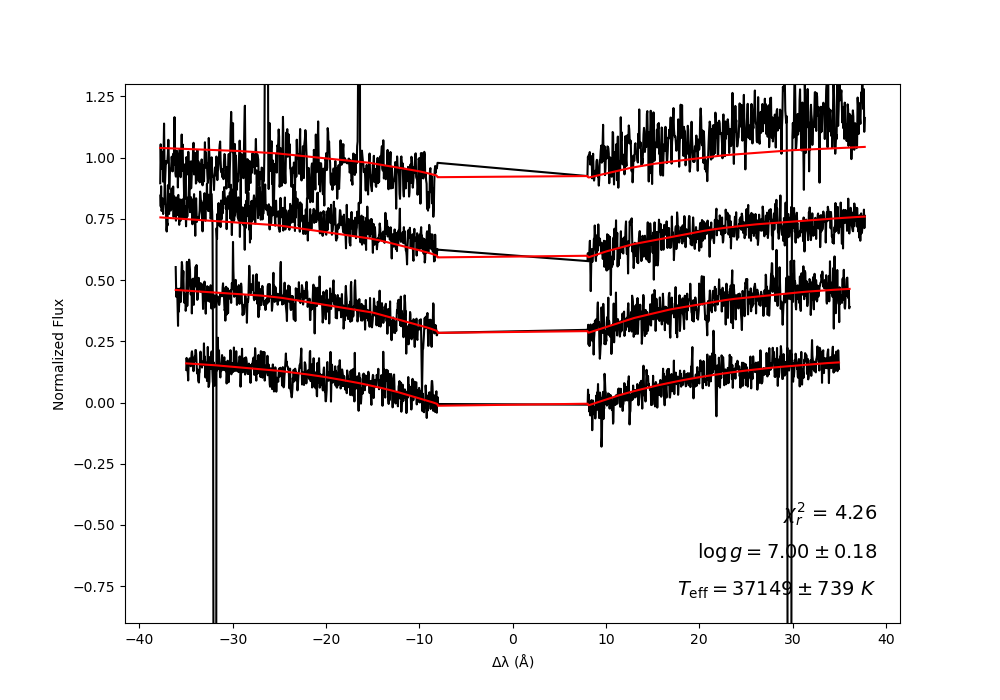 1.25
1.00
0.75
0.50
0.25
0.00
−0.25
−0.50
−0.75
Normalized Flux
χ²ᵣ = 4.26
log g = 7.00 ± 0.18
T_eff = 37149 ± 739 K
−40 −30 −20 −10 0 10 20 30 40
Δλ (Å)